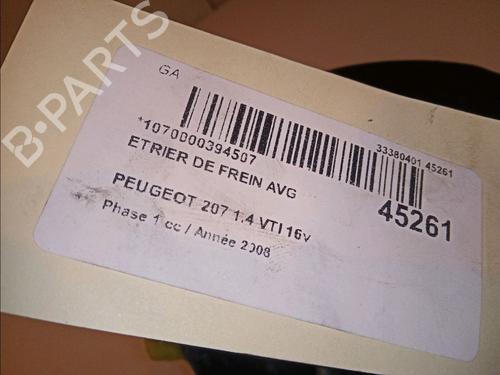 B-PARTS
GA
33380401 45261
*1070000394507
45261
ETRIER DE FREIN AVG
PEUGEOT 207 1.4 VTI 16v
Phase 1 cc / Année 2008